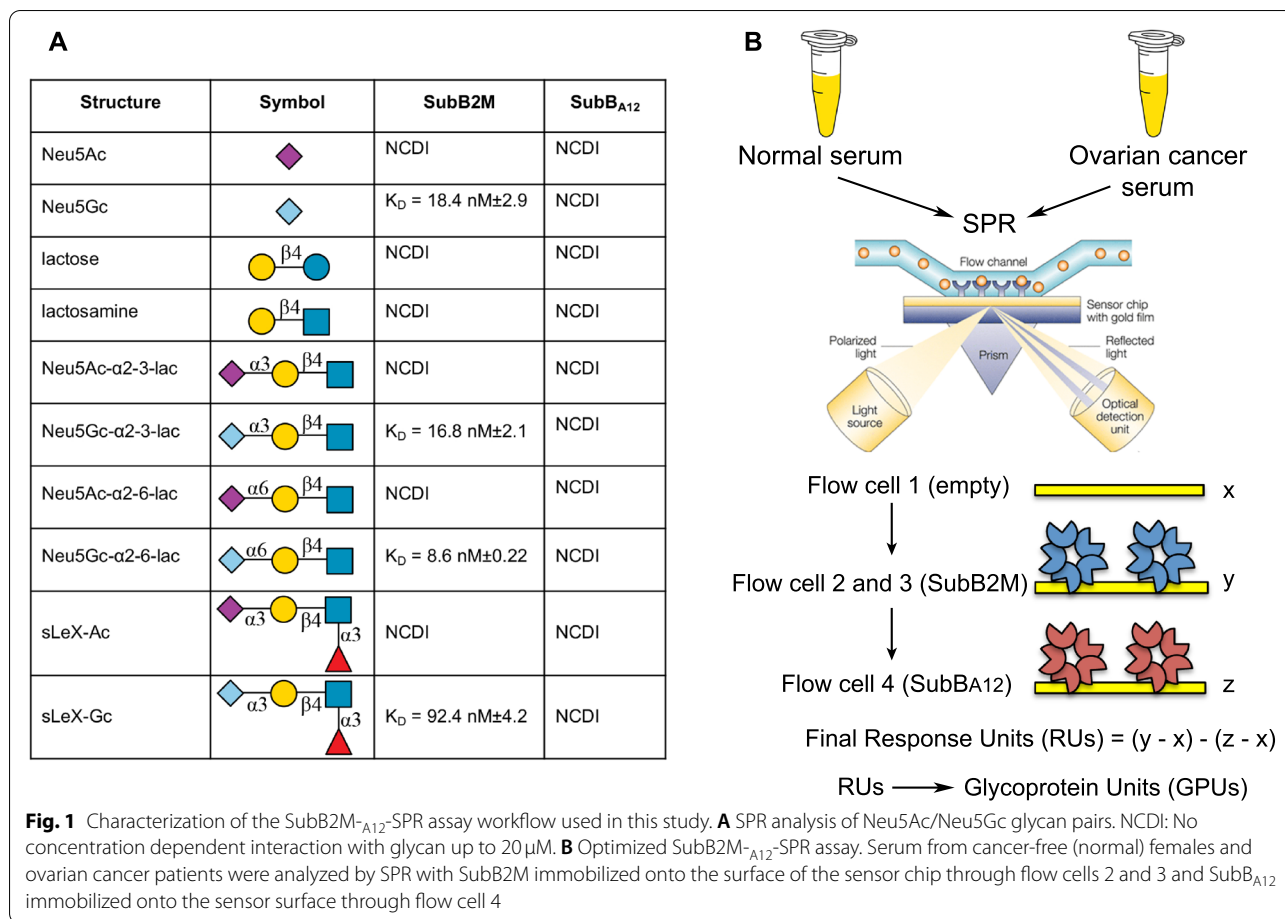 A
Structure Symbol SubB2M SubB_A12
Neu5Ac NCDI NCDI
Neu5Gc K_D = 18.4 nM±2.9 NCDI
lactose β4 NCDI NCDI
lactosamine β4 NCDI NCDI
Neu5Ac-α2-3-lac α3 β4 NCDI NCDI
Neu5Gc-α2-3-lac α3 β4 K_D = 16.8 nM±2.1 NCDI
Neu5Ac-α2-6-lac α6 β4 NCDI NCDI
Neu5Gc-α2-6-lac α6 β4 K_D = 8.6 nM±0.22 NCDI
sLeX-Ac α3 β4 α3 NCDI NCDI
sLeX-Gc α3 β4 α3 K_D = 92.4 nM±4.2 NCDI
B
Normal serum
Ovarian cancer
serum
SPR
Flow channel
Sensor chip
with gold film
Polarized
light
Prism
Reflected
light
Light
source
Optical
detection
unit
Flow cell 1 (empty) x
Flow cell 2 and 3 (SubB2M) y
Flow cell 4 (SubBA12) z
Final Response Units (RUs) = (y - x) - (z - x)
RUs → Glycoprotein Units (GPUs)
Fig. 1 Characterization of the SubB2M-_A12-SPR assay workflow used in this study. A SPR analysis of Neu5Ac/Neu5Gc glycan pairs. NCDI: No
concentration dependent interaction with glycan up to 20 µM. B Optimized SubB2M-_A12-SPR assay. Serum from cancer-free (normal) females and
ovarian cancer patients were analyzed by SPR with SubB2M immobilized onto the surface of the sensor chip through flow cells 2 and 3 and SubB_A12
immobilized onto the sensor surface through flow cell 4